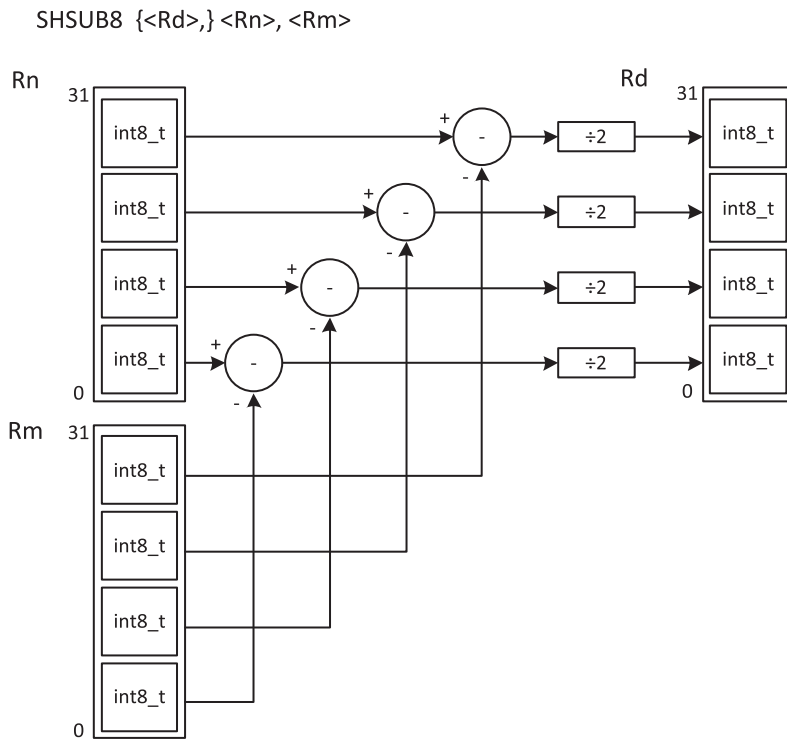 SHSUB8 {<Rd>,} <Rn>, <Rm>
Rn
Rd
31
31
int8_t
+
-
-
÷2
int8_t
int8_t
+
-
-
÷2
int8_t
int8_t
+
-
-
÷2
int8_t
int8_t
+
-
-
÷2
int8_t
0
0
Rm
31
int8_t
int8_t
int8_t
int8_t
0